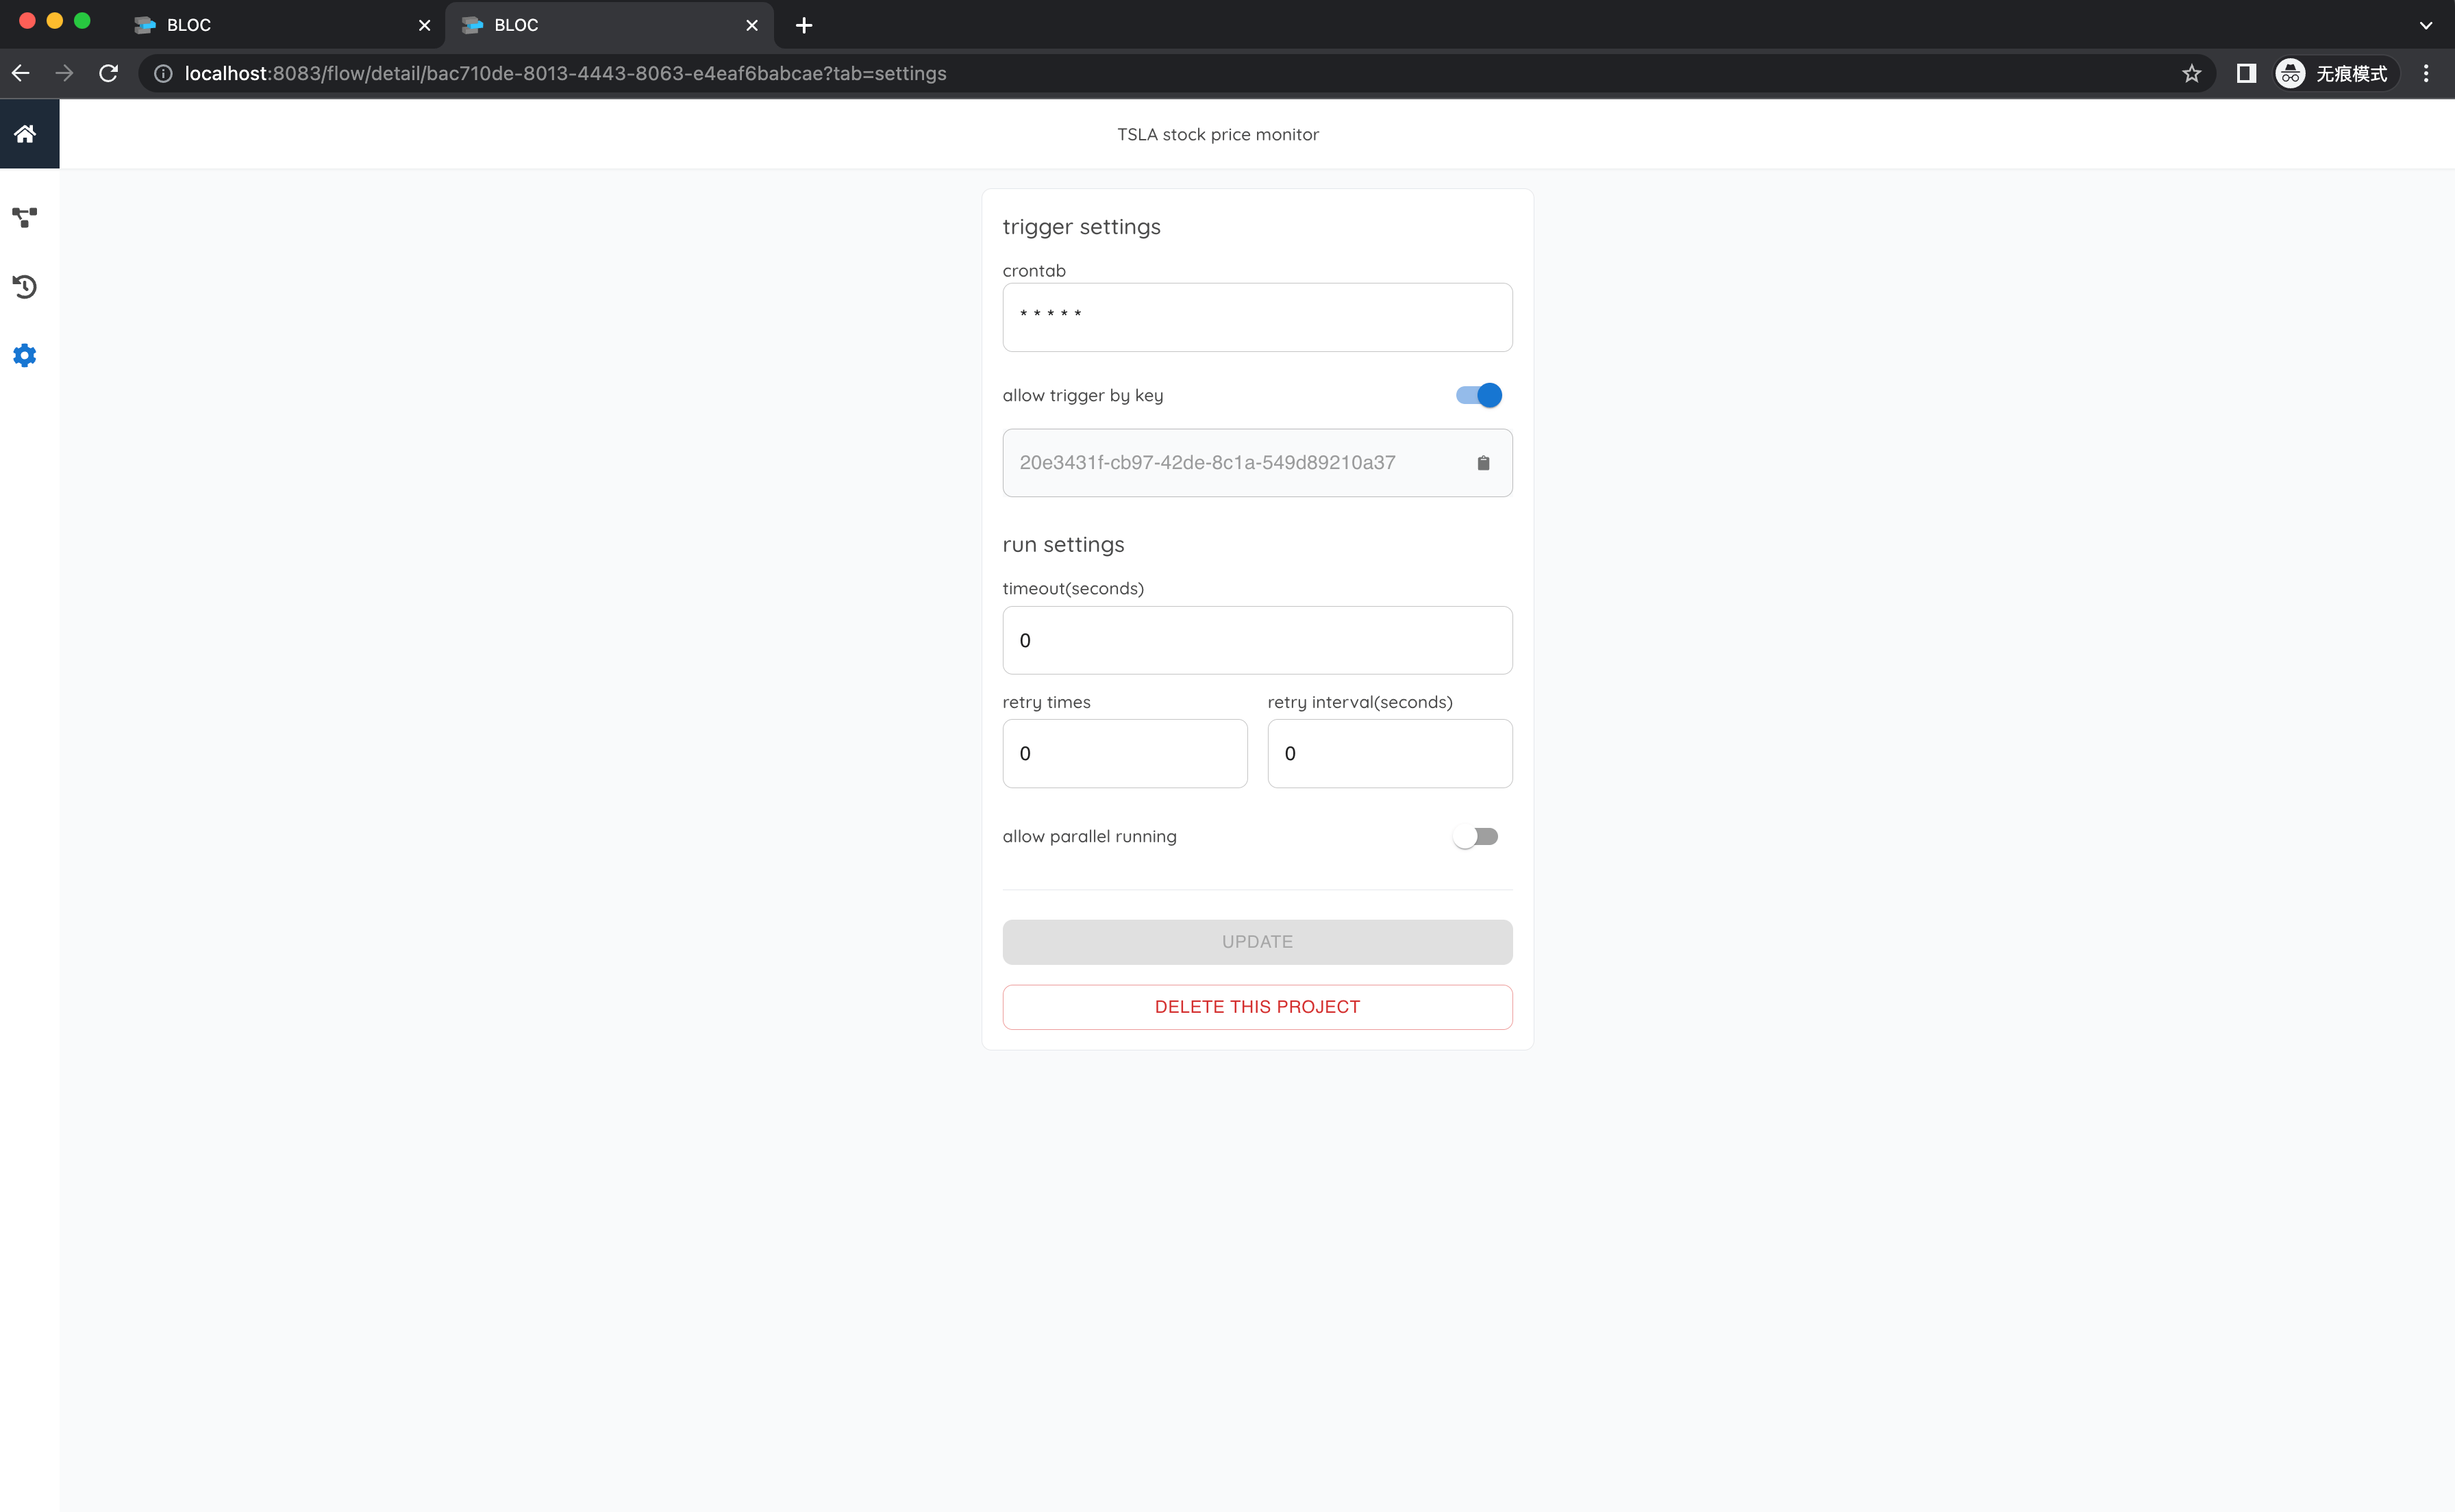 BLOC
BLOC
localhost:8083/flow/detail/bac710de-8013-4443-8063-e4eaf6babcae?tab=settings
无痕模式
TSLA stock price monitor
trigger settings
crontab
* * * * *
allow trigger by key
20e3431f-cb97-42de-8c1a-549d89210a37
run settings
timeout(seconds)
0
retry times
retry interval(seconds)
0
0
allow parallel running
UPDATE
DELETE THIS PROJECT